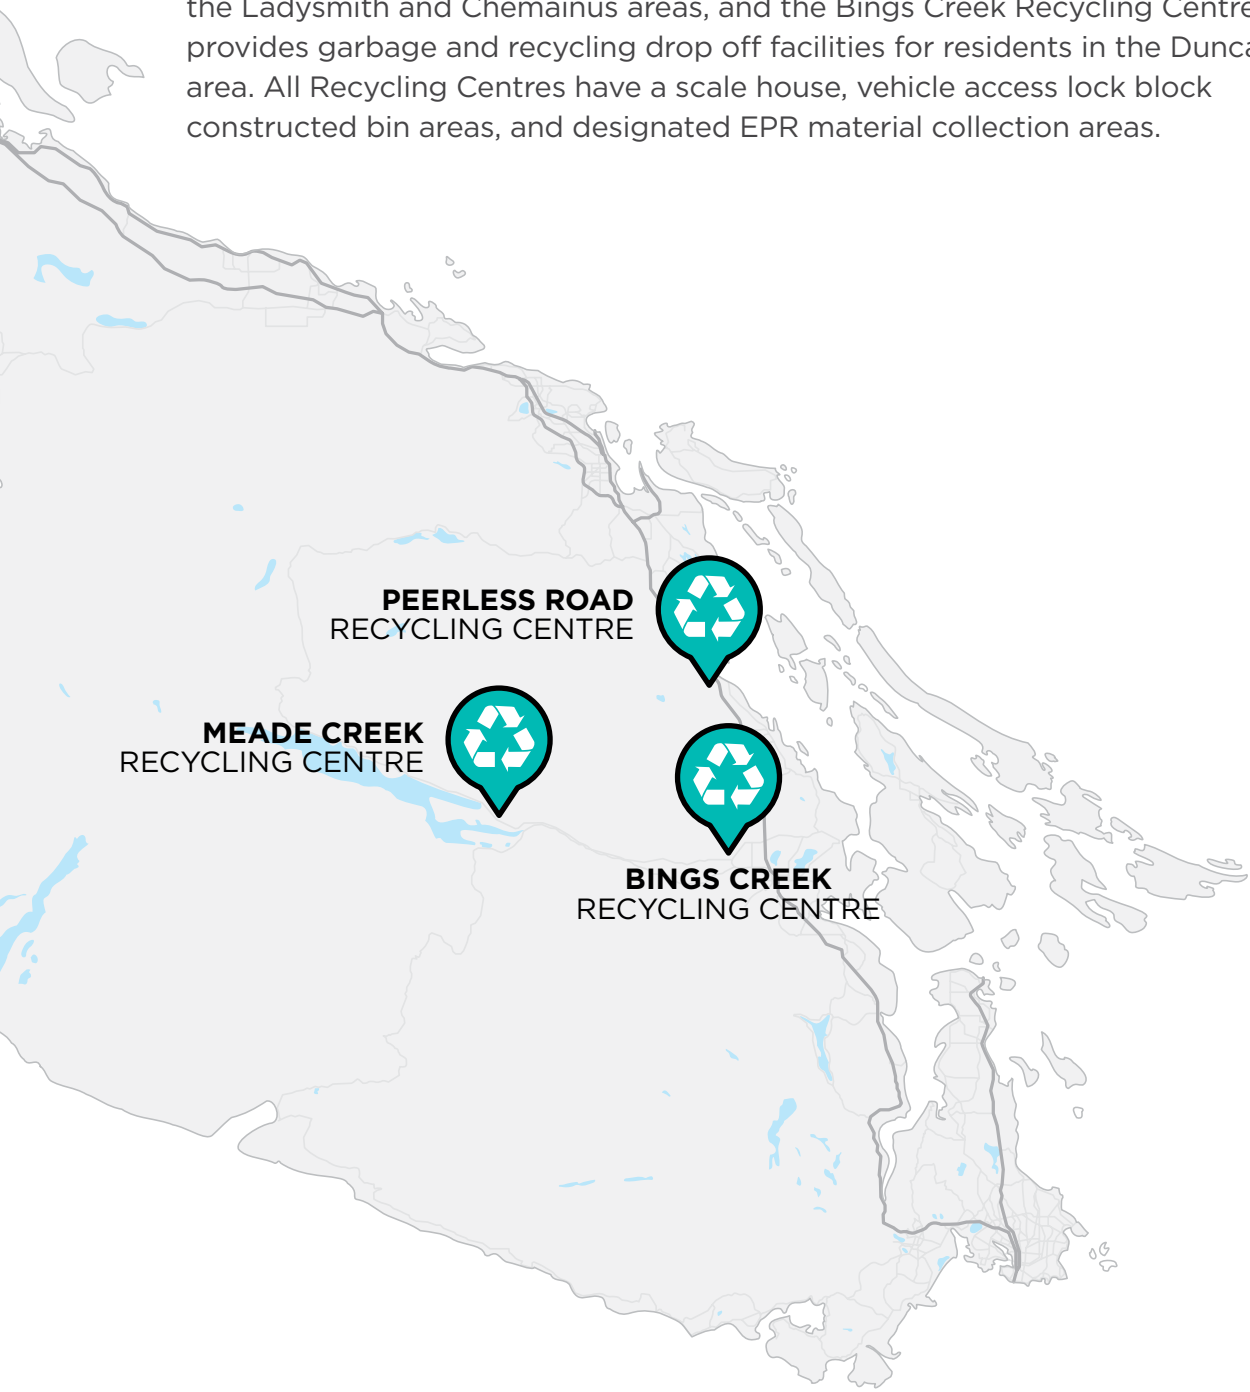 the Ladysmith and Chemainus areas, and the Bings Creek Recycling Centre
provides garbage and recycling drop off facilities for residents in the Dunca
area. All Recycling Centres have a scale house, vehicle access lock block
constructed bin areas, and designated EPR material collection areas.
PEERLESS ROAD
RECYCLING CENTRE
MEADE CREEK
RECYCLING CENTRE
BINGS CREEK
RECYCLING CENTRE